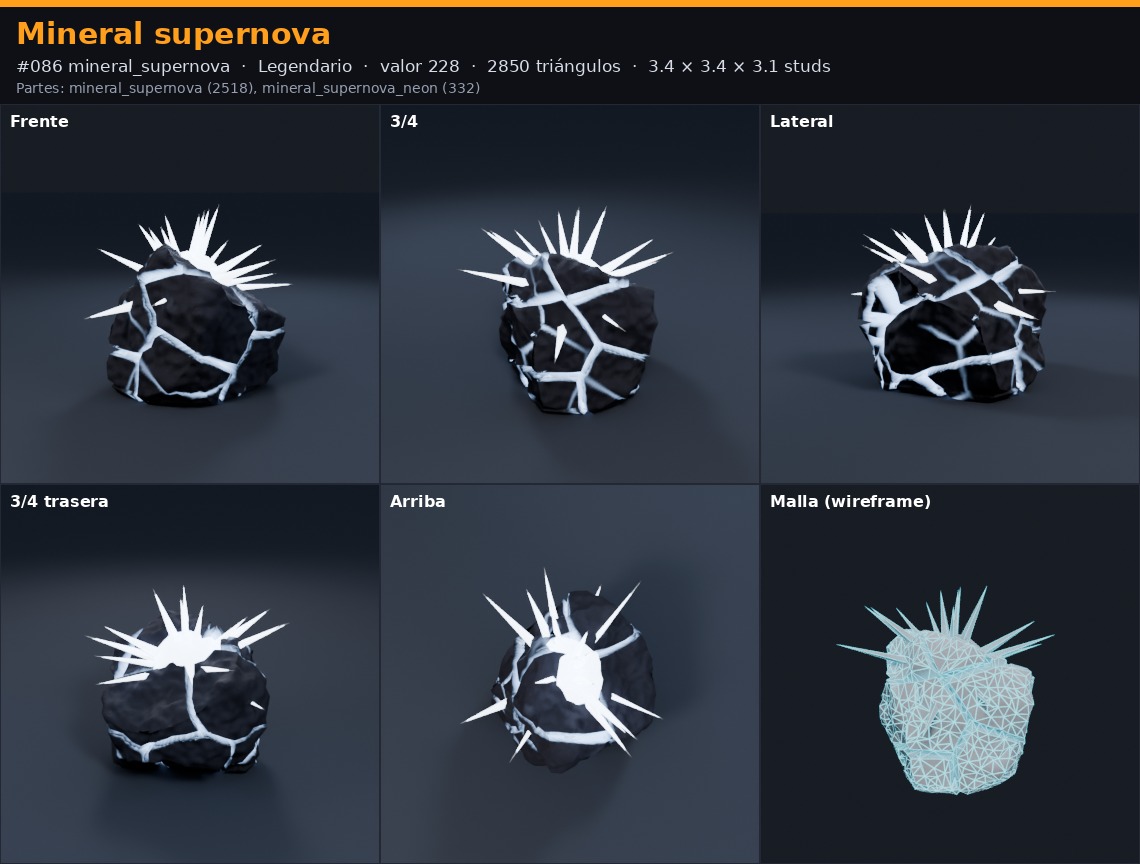 Mineral supernova
#086 mineral_supernova · Legendario · valor 228 · 2850 triángulos · 3.4 × 3.4 × 3.1 studs
Partes: mineral_supernova (2518), mineral_supernova_neon (332)
Frente
3/4
Lateral
3/4 trasera
Arriba
Malla (wireframe)